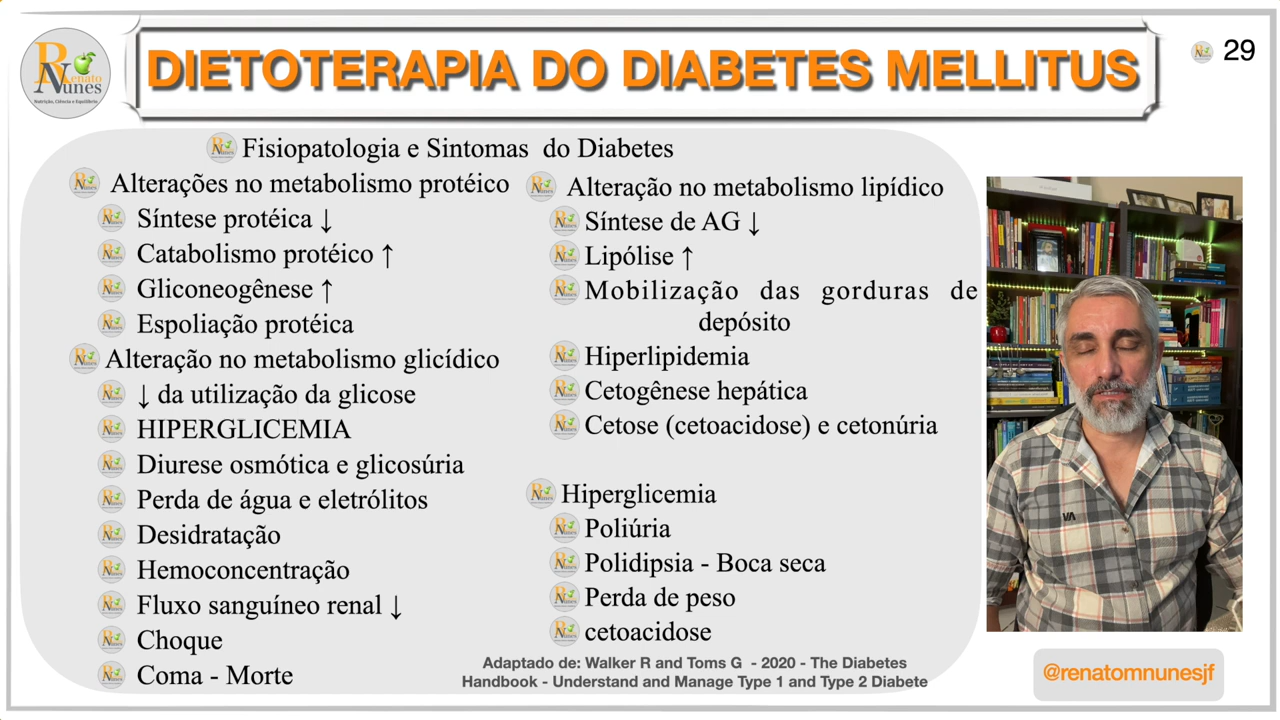 Renato
Nunes
Nutrição, Ciência e Equilíbrio
DIETOTERAPIA DO DIABETES MELLITUS
29
Fisiopatologia e Sintomas do Diabetes
Alterações no metabolismo protéico
Síntese protéica ↓
Catabolismo protéico ↑
Gliconeogênese ↑
Espoliação protéica
Alteração no metabolismo glicídico
↓ da utilização da glicose
HIPERGLICEMIA
Diurese osmótica e glicosúria
Perda de água e eletrólitos
Desidratação
Hemoconcentração
Fluxo sanguíneo renal ↓
Choque
Coma - Morte
Alteração no metabolismo lipídico
Síntese de AG ↓
Lipólise ↑
Mobilização das gorduras de
depósito
Hiperlipidemia
Cetogênese hepática
Cetose (cetoacidose) e cetonúria
Hiperglicemia
Poliúria
Polidipsia - Boca seca
Perda de peso
cetoacidose
Adaptado de: Walker R and Toms G - 2020 - The Diabetes
Handbook - Understand and Manage Type 1 and Type 2 Diabete
VA
@renatomnunesjf